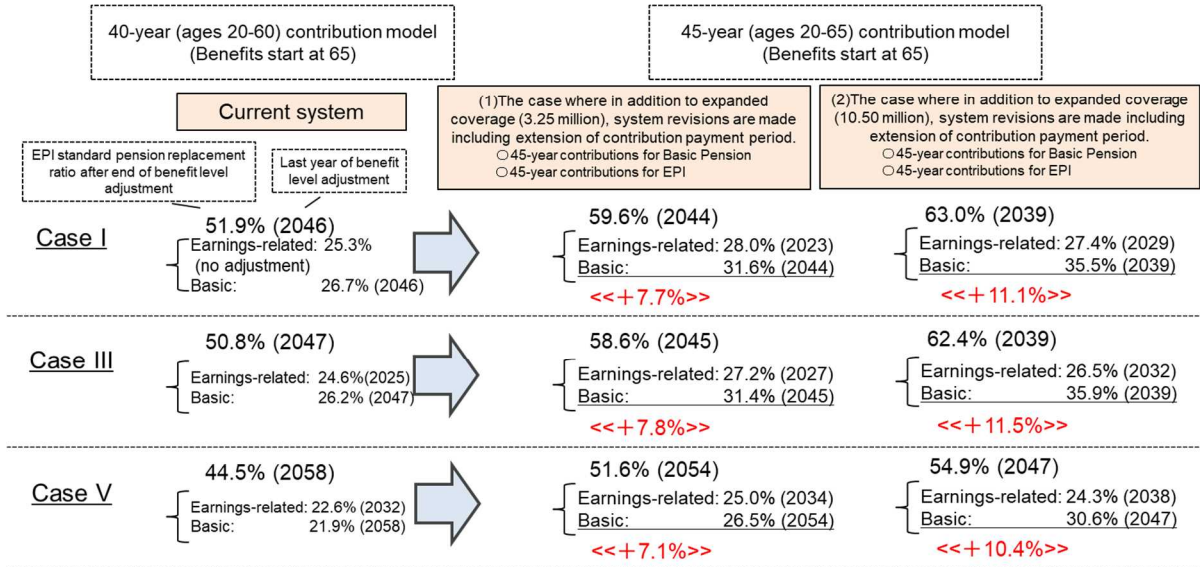 40-year (ages 20-60) contribution model
(Benefits start at 65)
45-year (ages 20-65) contribution model
(Benefits start at 65)
Current system
(1)The case where in addition to expanded
coverage (3.25 million), system revisions are made
including extension of contribution payment period.
○45-year contributions for Basic Pension
○45-year contributions for EPI
(2)The case where in addition to expanded coverage
(10.50 million), system revisions are made including
extension of contribution payment period.
○45-year contributions for Basic Pension
○45-year contributions for EPI
EPI standard pension replacement
ratio after end of benefit level
adjustment
Last year of benefit
level adjustment
Case I
51.9% (2046)
Earnings-related: 25.3%
(no adjustment)
Basic: 26.7% (2046)
59.6% (2044)
Earnings-related: 28.0% (2023)
Basic: 31.6% (2044)
<<+7.7%>>
63.0% (2039)
Earnings-related: 27.4% (2029)
Basic: 35.5% (2039)
<<+11.1%>>
Case III
50.8% (2047)
Earnings-related: 24.6%(2025)
Basic: 26.2% (2047)
58.6% (2045)
Earnings-related: 27.2% (2027)
Basic: 31.4% (2045)
<<+7.8%>>
62.4% (2039)
Earnings-related: 26.5% (2032)
Basic: 35.9% (2039)
<<+11.5%>>
Case V
44.5% (2058)
Earnings-related: 22.6% (2032)
Basic: 21.9% (2058)
51.6% (2054)
Earnings-related: 25.0% (2034)
Basic: 26.5% (2054)
<<+7.1%>>
54.9% (2047)
Earnings-related: 24.3% (2038)
Basic: 30.6% (2047)
<<+10.4%>>